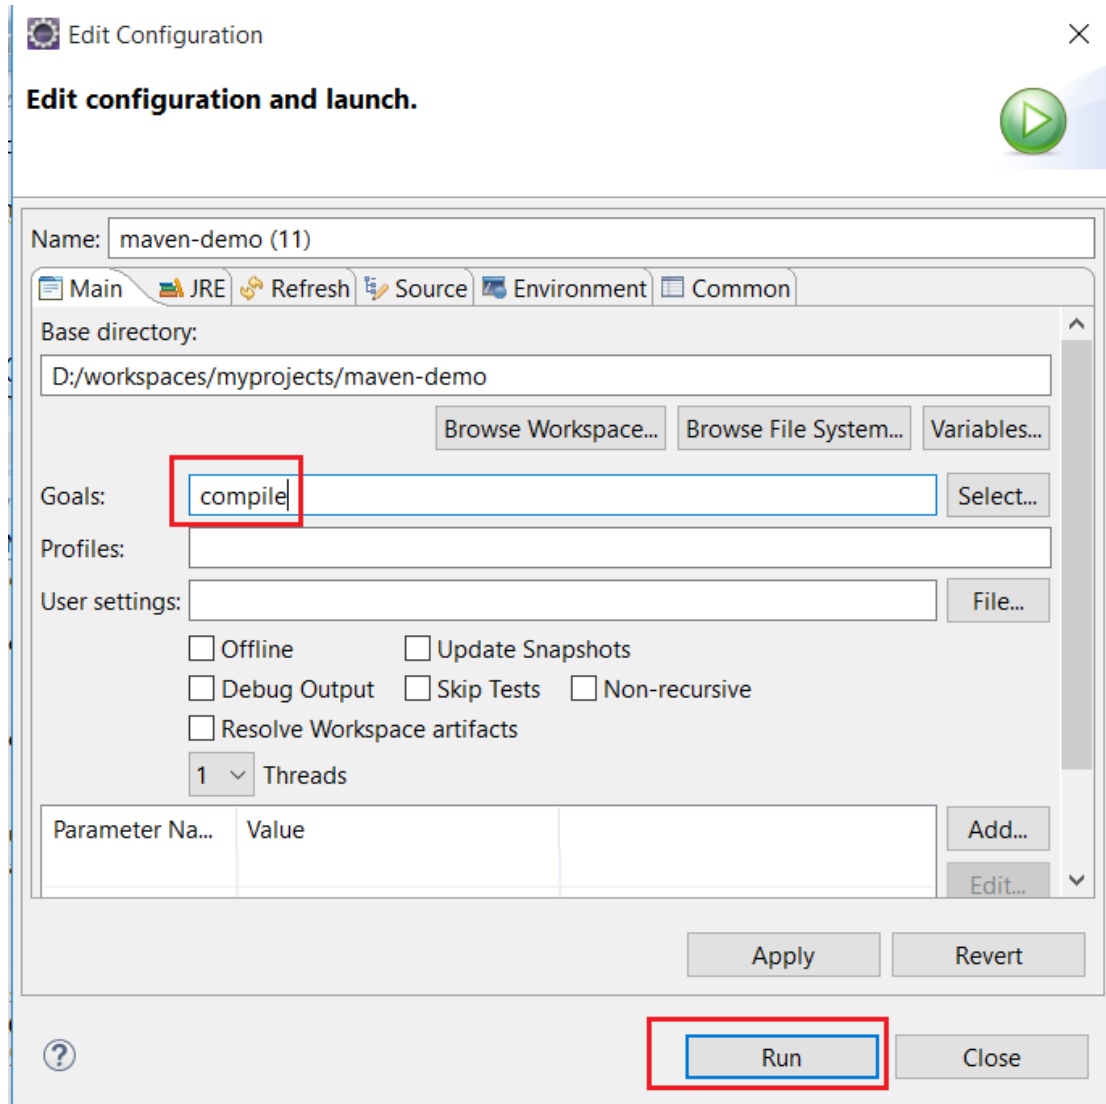 Edit Configuration
Edit configuration and launch.
Name: maven-demo (11)
Main JRE Refresh Source Environment Common
Base directory:
D:/workspaces/myprojects/maven-demo
Browse Workspace... Browse File System... Variables...
Goals: compile Select...
Profiles:
User settings: File...
Offline Update Snapshots
Debug Output Skip Tests Non-recursive
Resolve Workspace artifacts
1 Threads
Parameter Na... Value Add...
Edit...
Apply Revert
Run Close